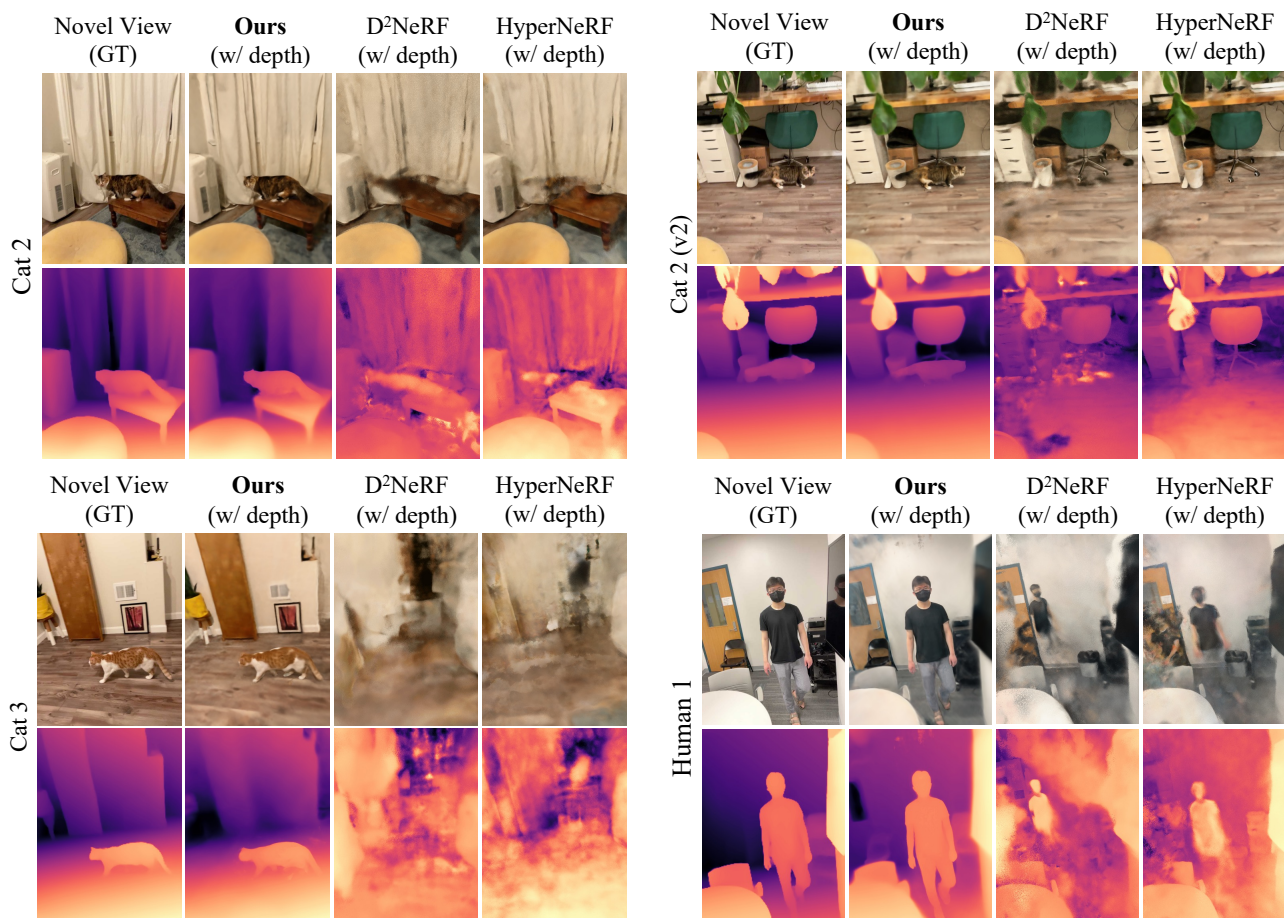 Novel View
(GT)
Ours
(w/ depth)
D²NeRF
(w/ depth)
HyperNeRF
(w/ depth)
Cat 2
Novel View
(GT)
Ours
(w/ depth)
D²NeRF
(w/ depth)
HyperNeRF
(w/ depth)
Cat 2 (v2)
Novel View
(GT)
Ours
(w/ depth)
D²NeRF
(w/ depth)
HyperNeRF
(w/ depth)
Cat 3
Novel View
(GT)
Ours
(w/ depth)
D²NeRF
(w/ depth)
HyperNeRF
(w/ depth)
Human 1